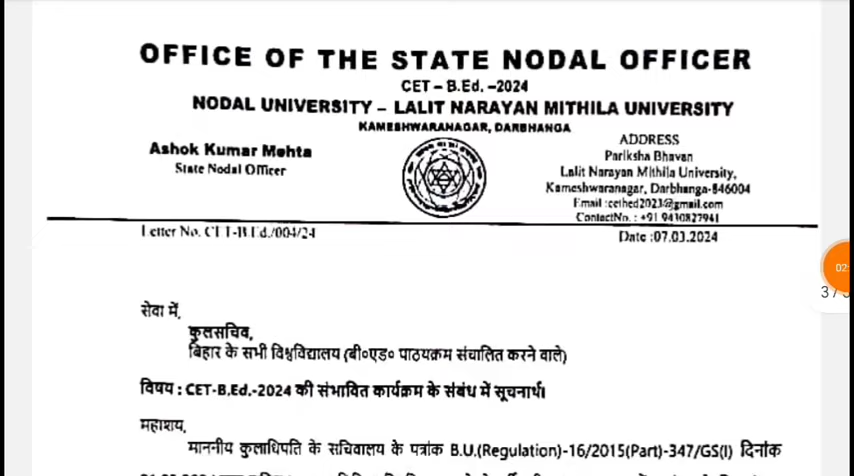 OFFICE OF THE STATE NODAL OFFICER
CET – B.Ed. -2024
NODAL UNIVERSITY – LALIT NARAYAN MITHILA UNIVERSITY
KAMESHWARANAGAR, DARBHANGA
Ashok Kumar Mehta
State Nodal Officer
ADDRESS
Pariksha Bhavan
Lalit Narayan Mithila University,
Kameshwaranagar, Darbhanga-846004
Email :cetbed2023@gmail.com
ContactNo. : +91 9430827941
Letter No. CET-B.Ed./004/24
Date :07.03.2024
02:
3 / 3
सेवा में,
कुलसचिव,
बिहार के सभी विश्वविद्यालय (बी०एड० पाठयक्रम संचालित करने वाले)
विषय : CET-B.Ed.-2024 की संभावित कार्यक्रम के संबंध में सूचनार्थ।
महाशय,
माननीय कुलाधिपति के सचिवालय के पत्रांक B.U.(Regulation)-16/2015(Part)-347/GS(I) दिनांक